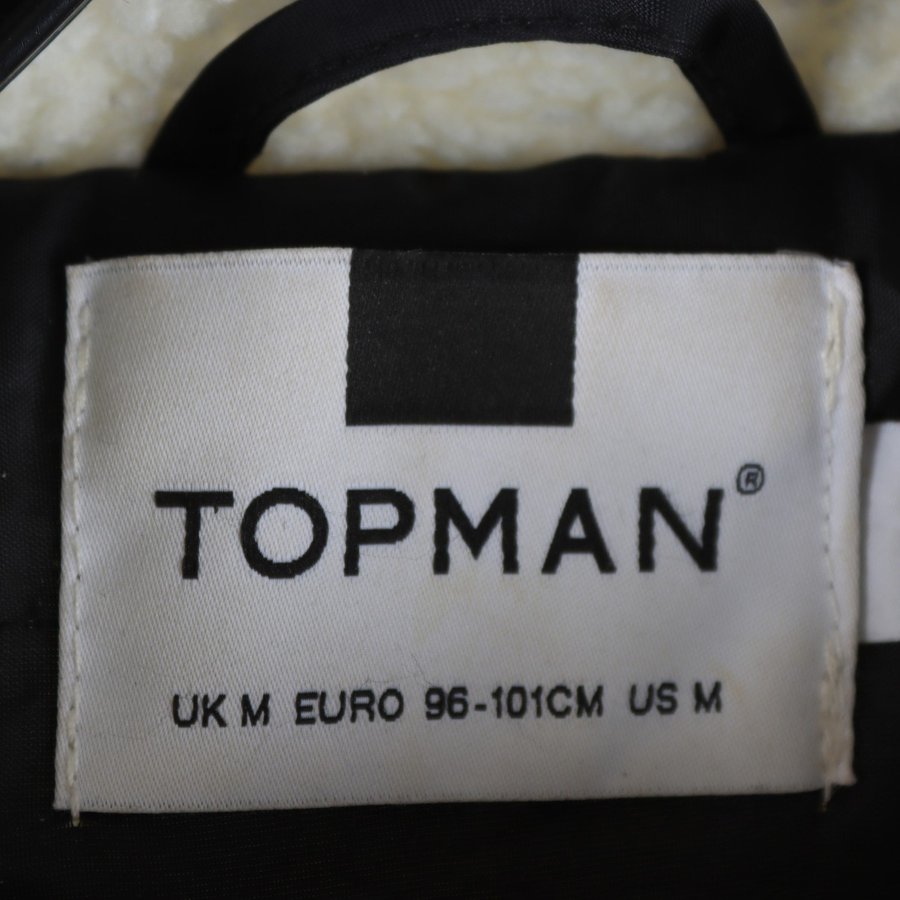 TOPMAN®
UK M EURO 96-101CM US M